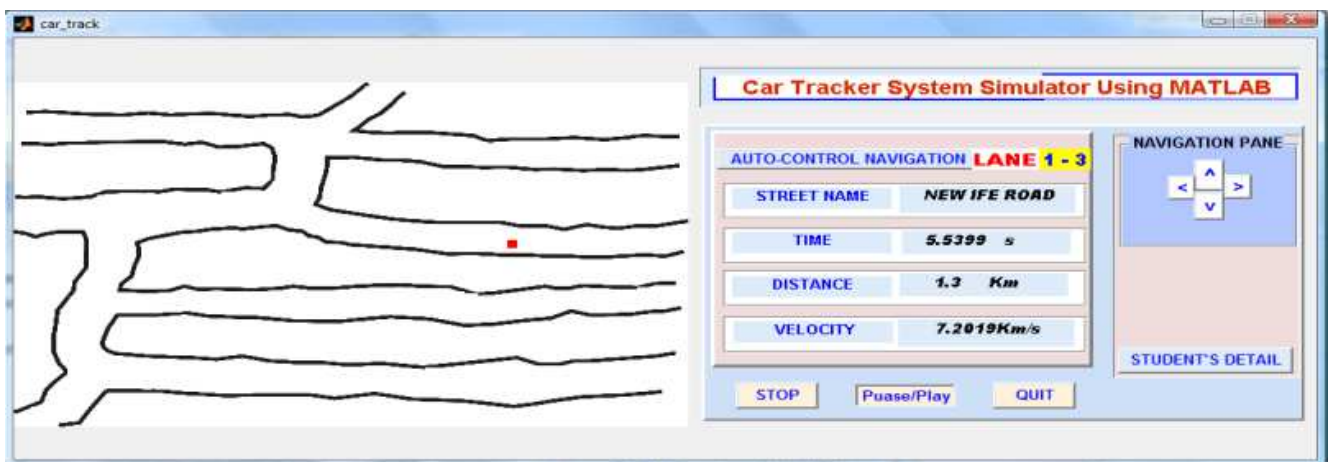 car_track
Car Tracker System Simulator Using MATLAB
AUTO-CONTROL NAVIGATION LANE 1 - 3
STREET NAME NEW IFE ROAD
TIME 5.5399 s
DISTANCE 1.3 Km
VELOCITY 7.2019Km/s
STOP Puase/Play QUIT
NAVIGATION PANE
^
< >
v
STUDENT'S DETAIL